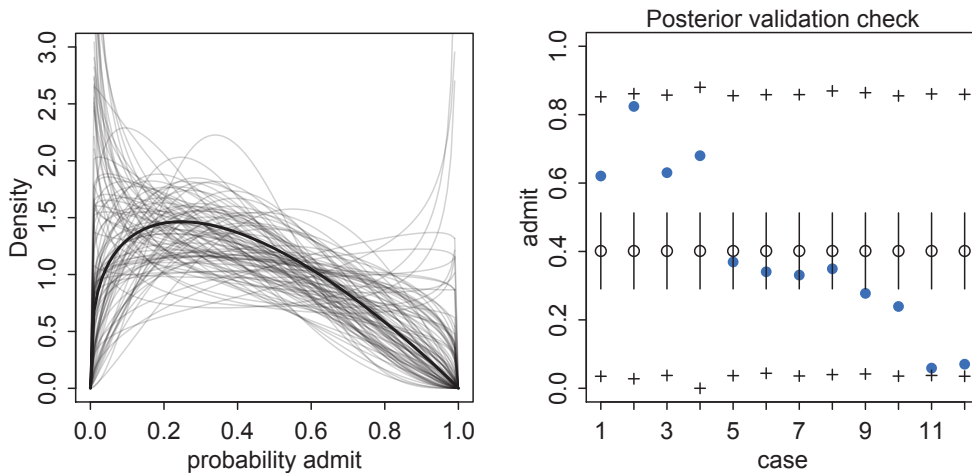 Density
3.0
2.5
2.0
1.5
1.0
0.5
0.0
0.0 0.2 0.4 0.6 0.8 1.0
probability admit
Posterior validation check
admit
1.0
0.8
0.6
0.4
0.2
0.0
1 3 5 7 9 11
case